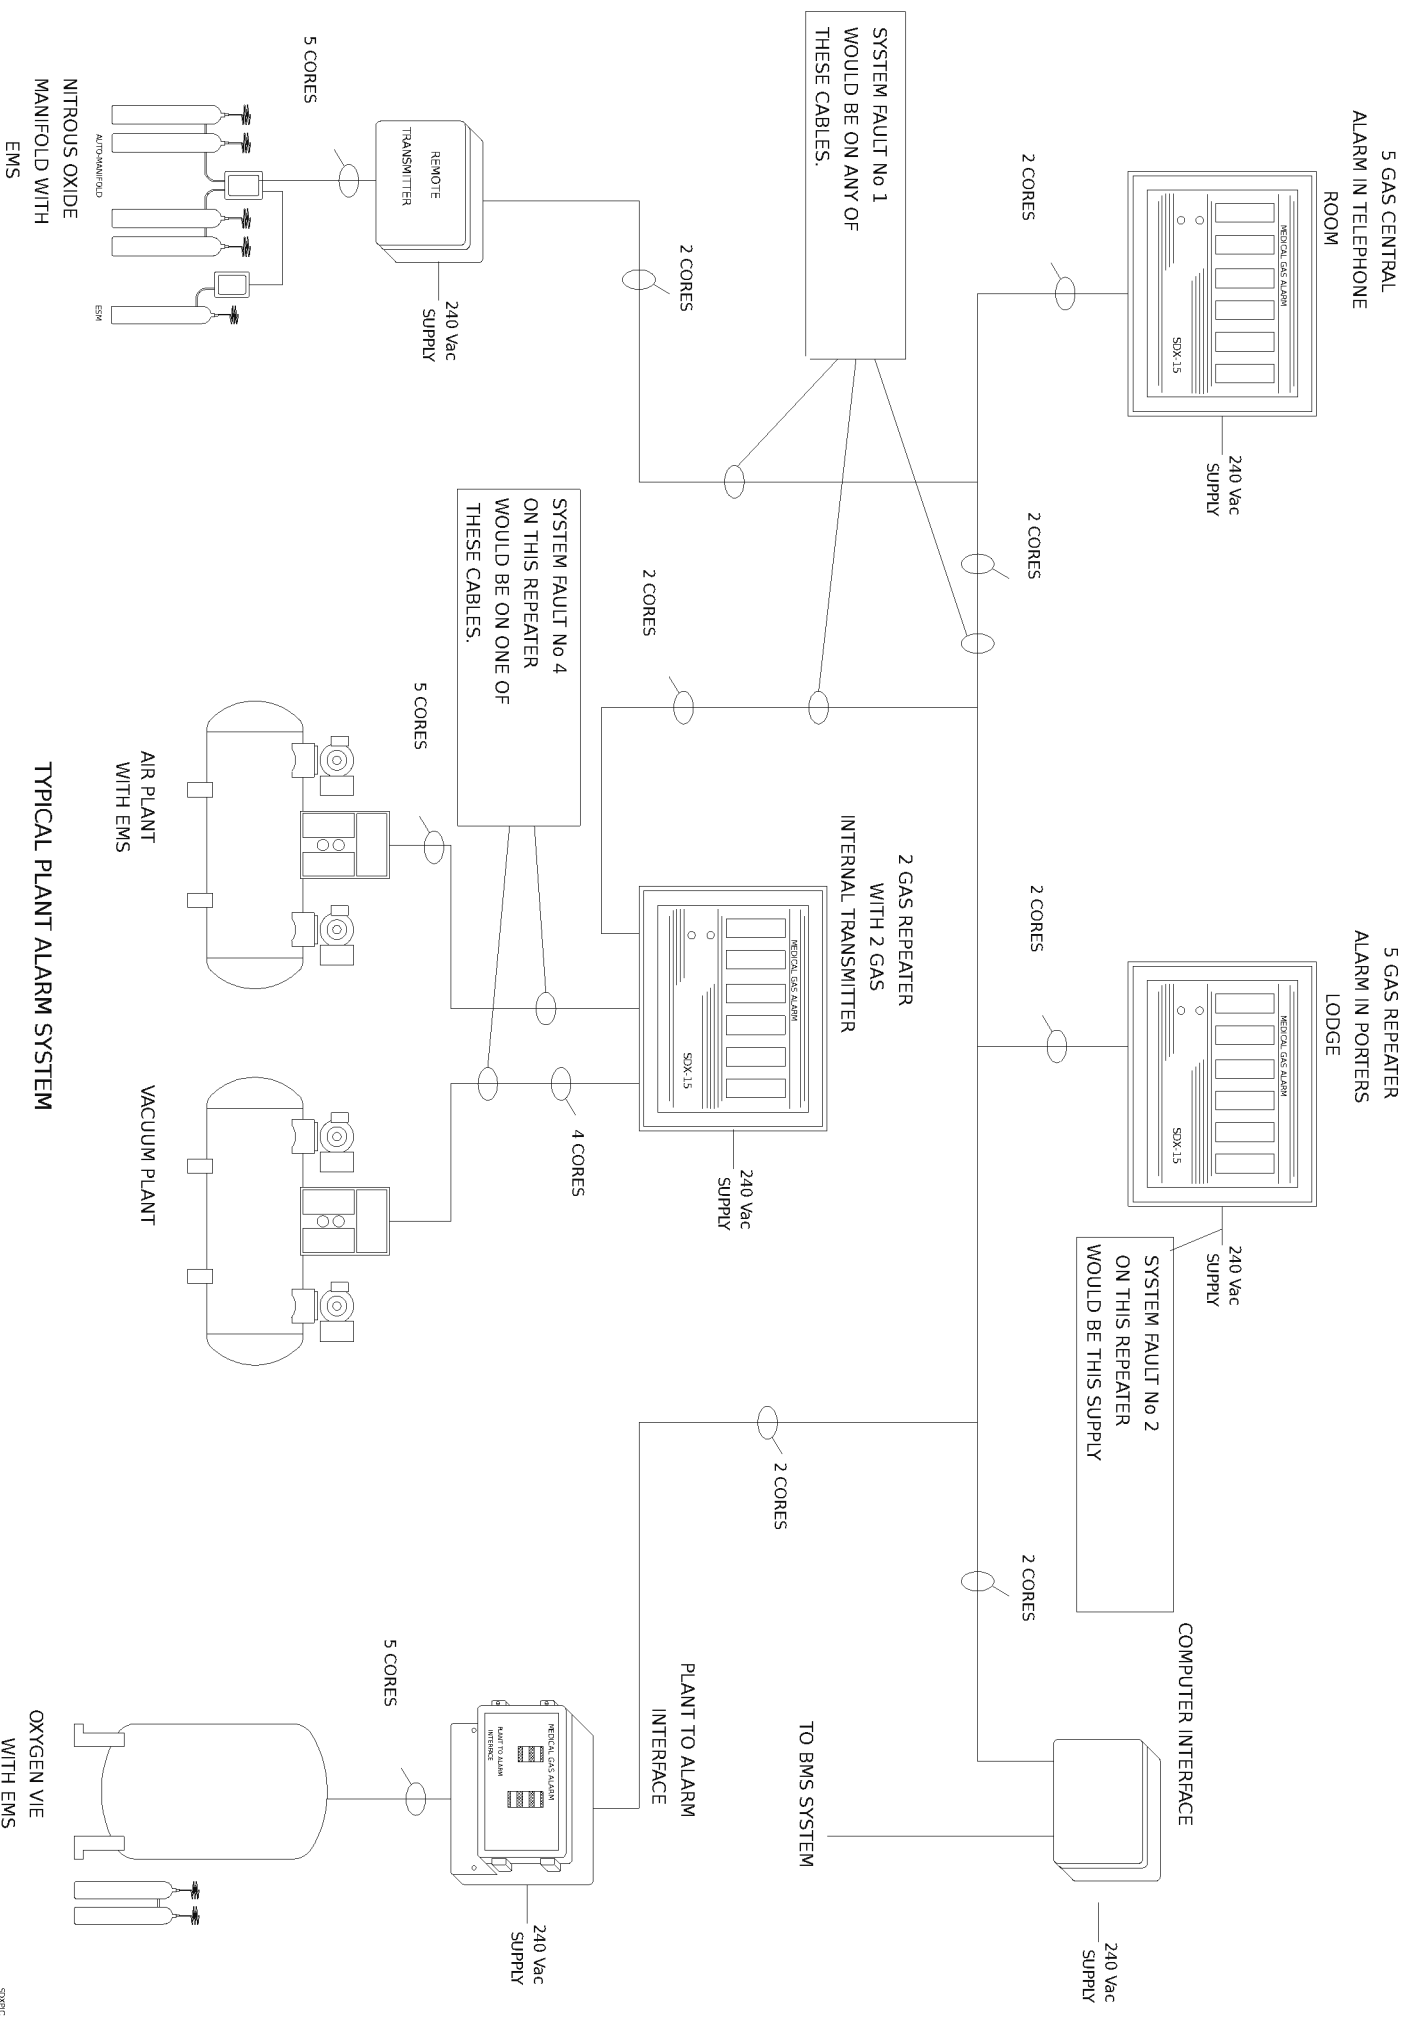 5 GAS CENTRAL
ALARM IN TELEPHONE
ROOM
MEDICAL GAS ALARM
SDX-15
240 Vac
SUPPLY
2 CORES
5 GAS REPEATER
ALARM IN PORTERS
LODGE
MEDICAL GAS ALARM
SDX-15
240 Vac
SUPPLY
2 CORES
SYSTEM FAULT No 2
ON THIS REPEATER
WOULD BE THIS SUPPLY
COMPUTER INTERFACE
240 Vac
SUPPLY
2 CORES
2 CORES
TO BMS SYSTEM
SYSTEM FAULT No 1
WOULD BE ON ANY OF
THESE CABLES.
2 GAS REPEATER
WITH 2 GAS
INTERNAL TRANSMITTER
MEDICAL GAS ALARM
SDX-15
240 Vac
SUPPLY
2 CORES
2 CORES
2 CORES
PLANT TO ALARM
INTERFACE
MEDICAL GAS ALARM
PLANT TO ALARM
INTERFACE
240 Vac
SUPPLY
SYSTEM FAULT No 4
ON THIS REPEATER
WOULD BE ON ONE OF
THESE CABLES.
4 CORES
REMOTE
TRANSMITTER
240 Vac
SUPPLY
5 CORES
5 CORES
5 CORES
AUTO-MANIFOLD
ESM
NITROUS OXIDE
MANIFOLD WITH
EMS
AIR PLANT
WITH EMS
VACUUM PLANT
OXYGEN VIE
WITH EMS
TYPICAL PLANT ALARM SYSTEM